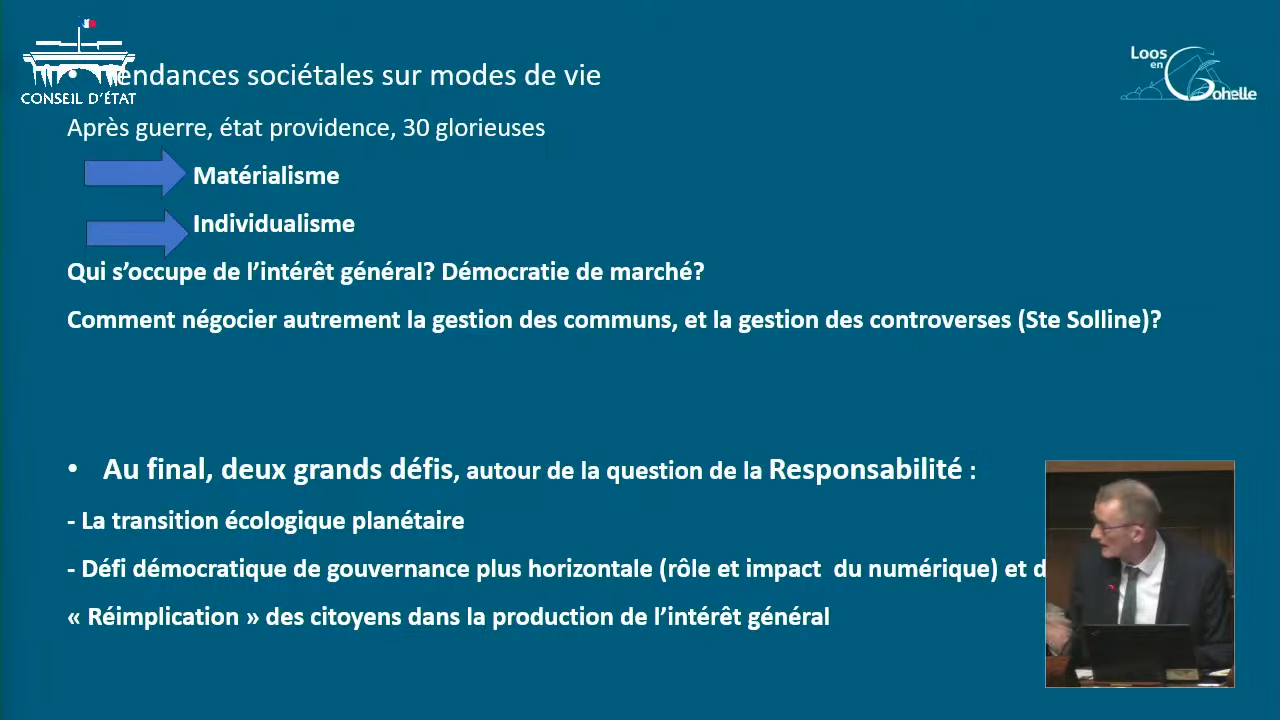 CONSEIL D'ÉTAT
endances sociétales sur modes de vie
Loos
en
Gohelle
Après guerre, état providence, 30 glorieuses
Matérialisme
Individualisme
Qui s'occupe de l'intérêt général? Démocratie de marché?
Comment négocier autrement la gestion des communs, et la gestion des controverses (Ste Solline)?
• Au final, deux grands défis, autour de la question de la Responsabilité :
- La transition écologique planétaire
- Défi démocratique de gouvernance plus horizontale (rôle et impact du numérique) et d
« Réimplication » des citoyens dans la production de l'intérêt général